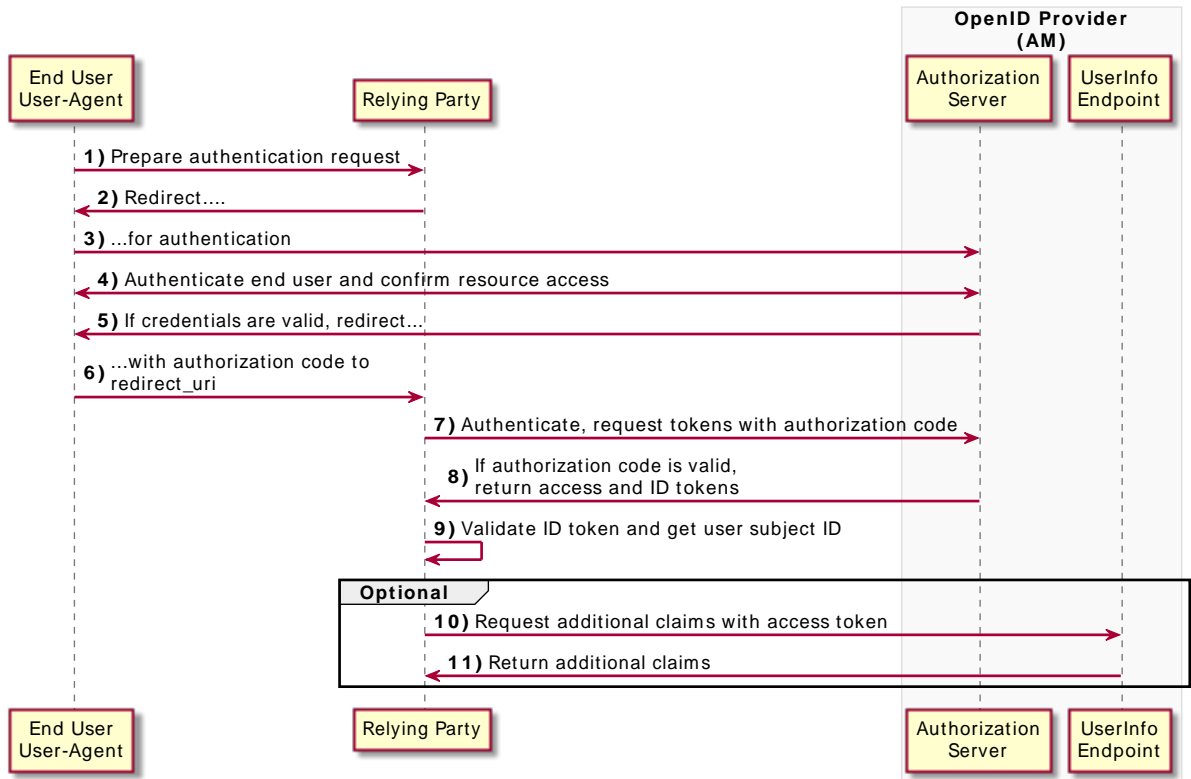 OpenID Provider
(AM)
End User
User-Agent
Relying Party
Authorization
Server
UserInfo
Endpoint
1) Prepare authentication request
2) Redirect....
3) ...for authentication
4) Authenticate end user and confirm resource access
5) If credentials are valid, redirect...
6) ...with authorization code to
redirect_uri
7) Authenticate, request tokens with authorization code
8) If authorization code is valid,
return access and ID tokens
9) Validate ID token and get user subject ID
Optional
10) Request additional claims with access token
11) Return additional claims
End User
User-Agent
Relying Party
Authorization
Server
UserInfo
Endpoint